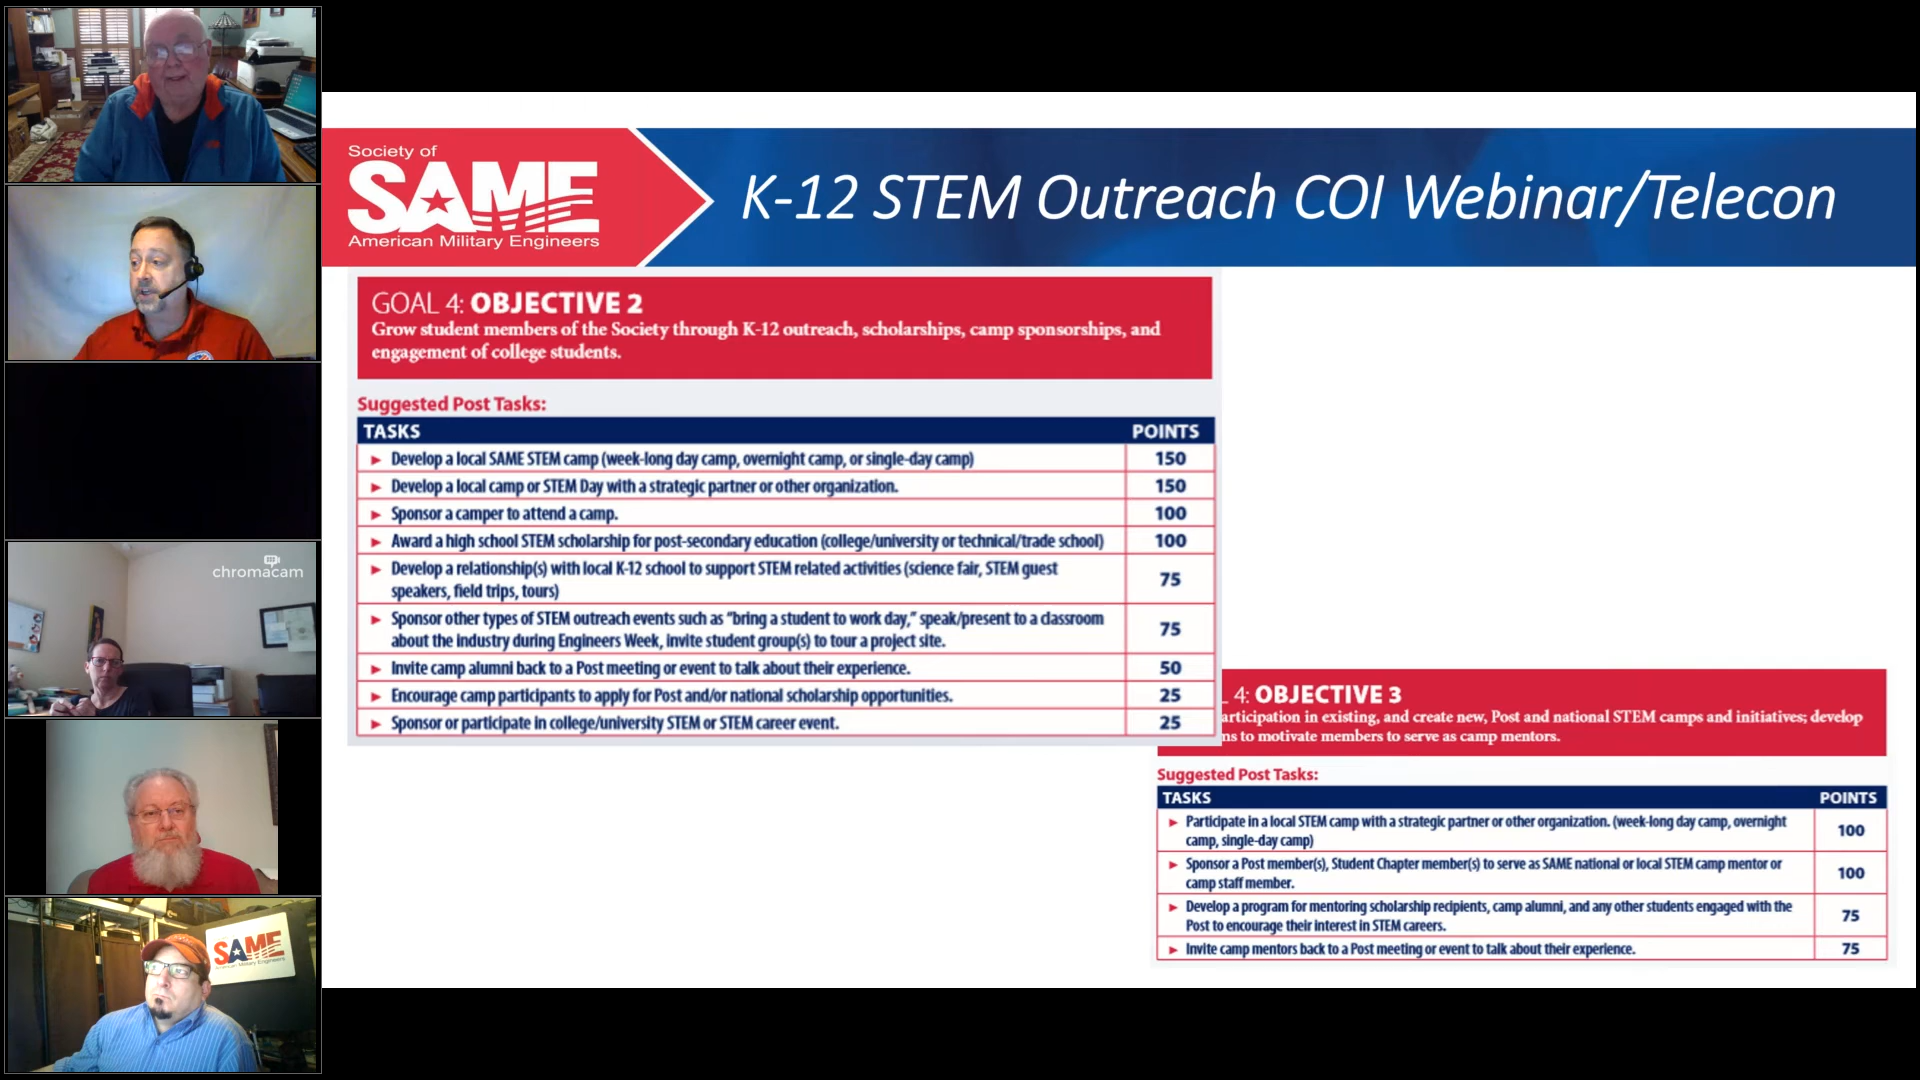 Society of
SAME
American Military Engineers
K-12 STEM Outreach COI Webinar/Telecon
GOAL 4: OBJECTIVE 2
Grow student members of the Society through K-12 outreach, scholarships, camp sponsorships, and
engagement of college students.
Suggested Post Tasks:
TASKS POINTS
► Develop a local SAME STEM camp (week-long day camp, overnight camp, or single-day camp) 150
► Develop a local camp or STEM Day with a strategic partner or other organization. 150
► Sponsor a camper to attend a camp. 100
► Award a high school STEM scholarship for post-secondary education (college/university or technical/trade school) 100
► Develop a relationship(s) with local K-12 school to support STEM related activities (science fair, STEM guest
speakers, field trips, tours) 75
► Sponsor other types of STEM outreach events such as “bring a student to work day,” speak/present to a classroom
about the industry during Engineers Week, invite student group(s) to tour a project site. 75
► Invite camp alumni back to a Post meeting or event to talk about their experience. 50
► Encourage camp participants to apply for Post and/or national scholarship opportunities. 25
► Sponsor or participate in college/university STEM or STEM career event. 25
4: OBJECTIVE 3
articipation in existing, and create new, Post and national STEM camps and initiatives; develop
ns to motivate members to serve as camp mentors.
Suggested Post Tasks:
TASKS POINTS
► Participate in a local STEM camp with a strategic partner or other organization. (week-long day camp, overnight
camp, single-day camp) 100
► Sponsor a Post member(s), Student Chapter member(s) to serve as SAME national or local STEM camp mentor or
camp staff member. 100
► Develop a program for mentoring scholarship recipients, camp alumni, and any other students engaged with the
Post to encourage their interest in STEM careers. 75
► Invite camp mentors back to a Post meeting or event to talk about their experience. 75
chromacam
SAME
American Military Engineers